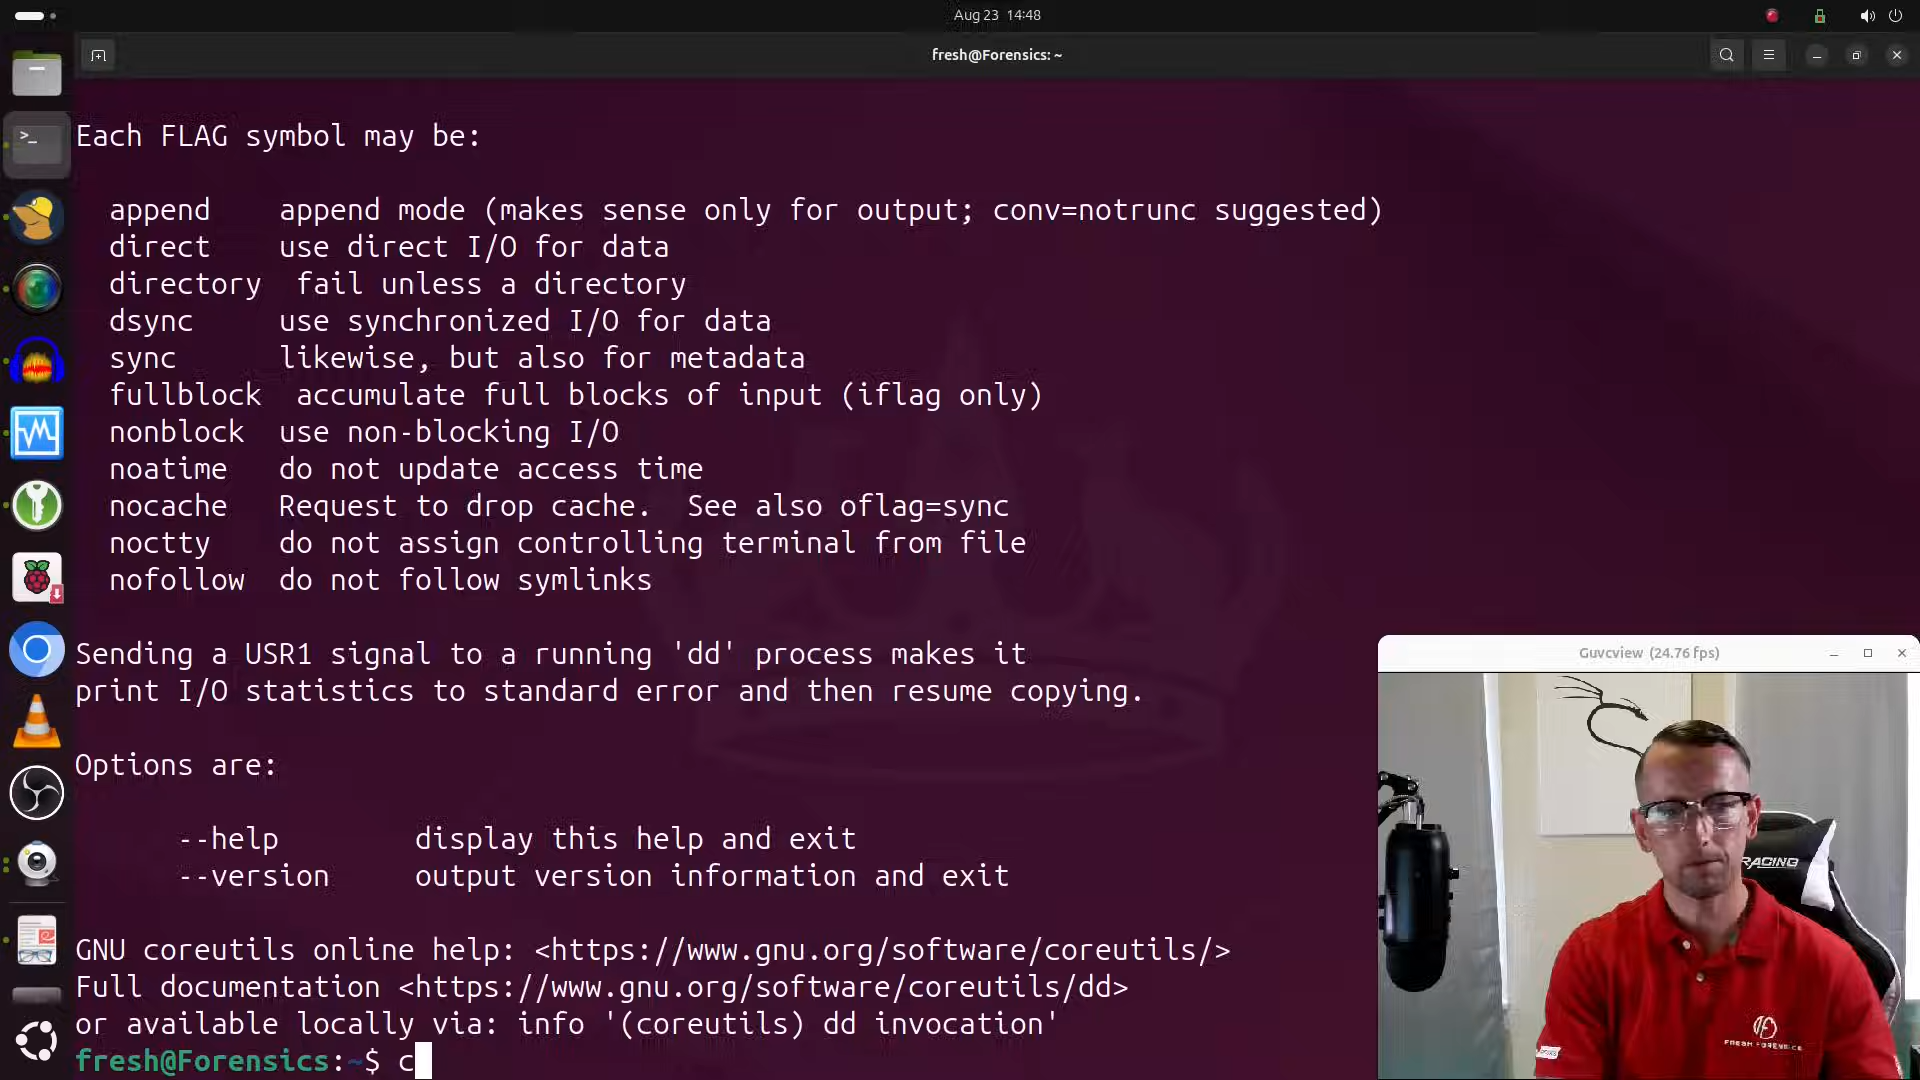 Aug 23 14:48
fresh@Forensics: ~
Each FLAG symbol may be:
append append mode (makes sense only for output; conv=notrunc suggested)
direct use direct I/O for data
directory fail unless a directory
dsync use synchronized I/O for data
sync likewise, but also for metadata
fullblock accumulate full blocks of input (iflag only)
nonblock use non-blocking I/O
noatime do not update access time
nocache Request to drop cache. See also oflag=sync
noctty do not assign controlling terminal from file
nofollow do not follow symlinks
Sending a USR1 signal to a running 'dd' process makes it
print I/O statistics to standard error and then resume copying.
Options are:
--help display this help and exit
--version output version information and exit
GNU coreutils online help: <https://www.gnu.org/software/coreutils/>
Full documentation <https://www.gnu.org/software/coreutils/dd>
or available locally via: info '(coreutils) dd invocation'
fresh@Forensics:~$ c
Guvcview (24.76 fps)
RACING
FRESH FORENSICS